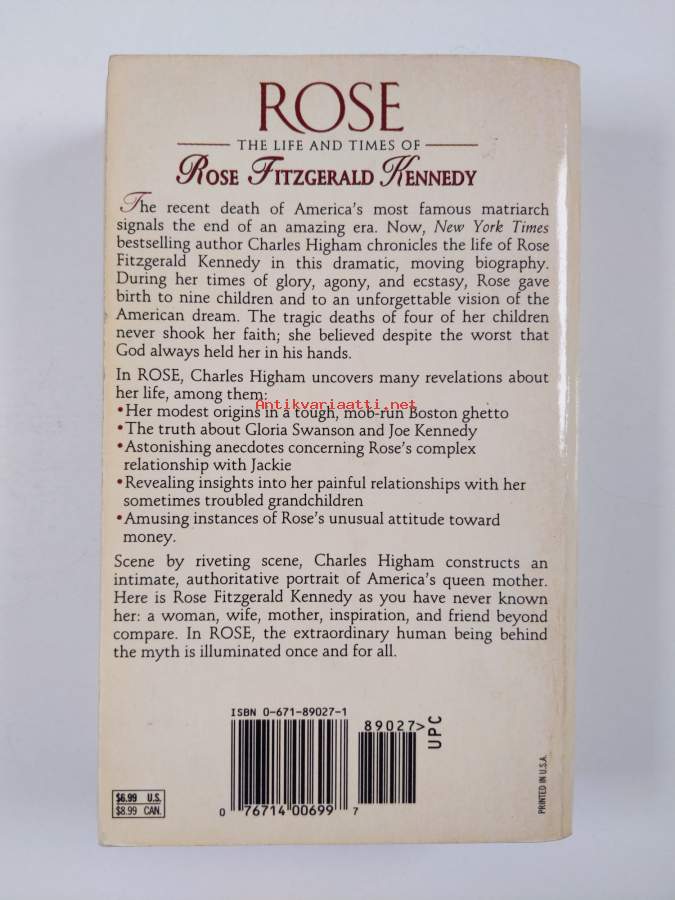 ROSE
THE LIFE AND TIMES OF
ROSE FITZGERALD KENNEDY
The recent death of America's most famous matriarch
signals the end of an amazing era. Now, New York Times
bestselling author Charles Higham chronicles the life of Rose
Fitzgerald Kennedy in this dramatic, moving biography.
During her times of glory, agony, and ecstasy, Rose gave
birth to nine children and to an unforgettable vision of the
American dream. The tragic deaths of four of her children
never shook her faith; she believed despite the worst that
God always held her in his hands.
In ROSE, Charles Higham uncovers many revelations about
her life, among them:
Antikvariaatti.net
•Her modest origins in a tough, mob-run Boston ghetto
•The truth about Gloria Swanson and Joe Kennedy
•Astonishing anecdotes concerning Rose's complex
relationship with Jackie
•Revealing insights into her painful relationships with her
sometimes troubled grandchildren
•Amusing instances of Rose's unusual attitude toward
money.
Scene by riveting scene, Charles Higham constructs an
intimate, authoritative portrait of America's queen mother.
Here is Rose Fitzgerald Kennedy as you have never known
her: a woman, wife, mother, inspiration, and friend beyond
compare. In ROSE, the extraordinary human being behind
the myth is illuminated once and for all.
ISBN 0-671-89027-1
89027>
UPC
$6.99 U.S.
$8.99 CAN.
0 76714 00699 7
PRINTED IN U.S.A.